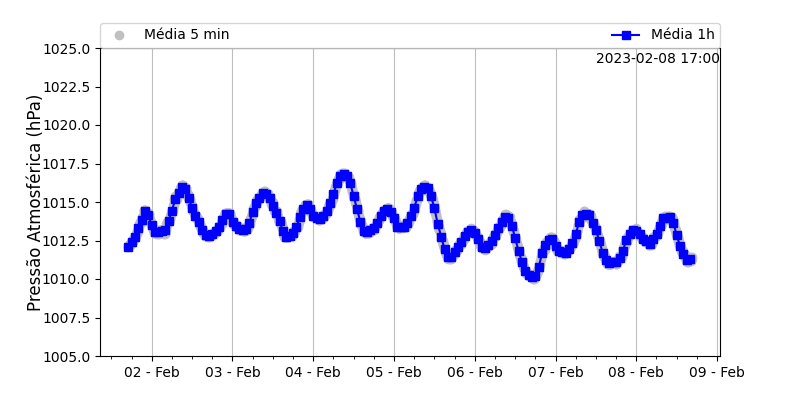 Média 5 min
Média 1h
2023-02-08 17:00
Pressão Atmosférica (hPa)
1025.0
1022.5
1020.0
1017.5
1015.0
1012.5
1010.0
1007.5
1005.0
02 - Feb
03 - Feb
04 - Feb
05 - Feb
06 - Feb
07 - Feb
08 - Feb
09 - Feb